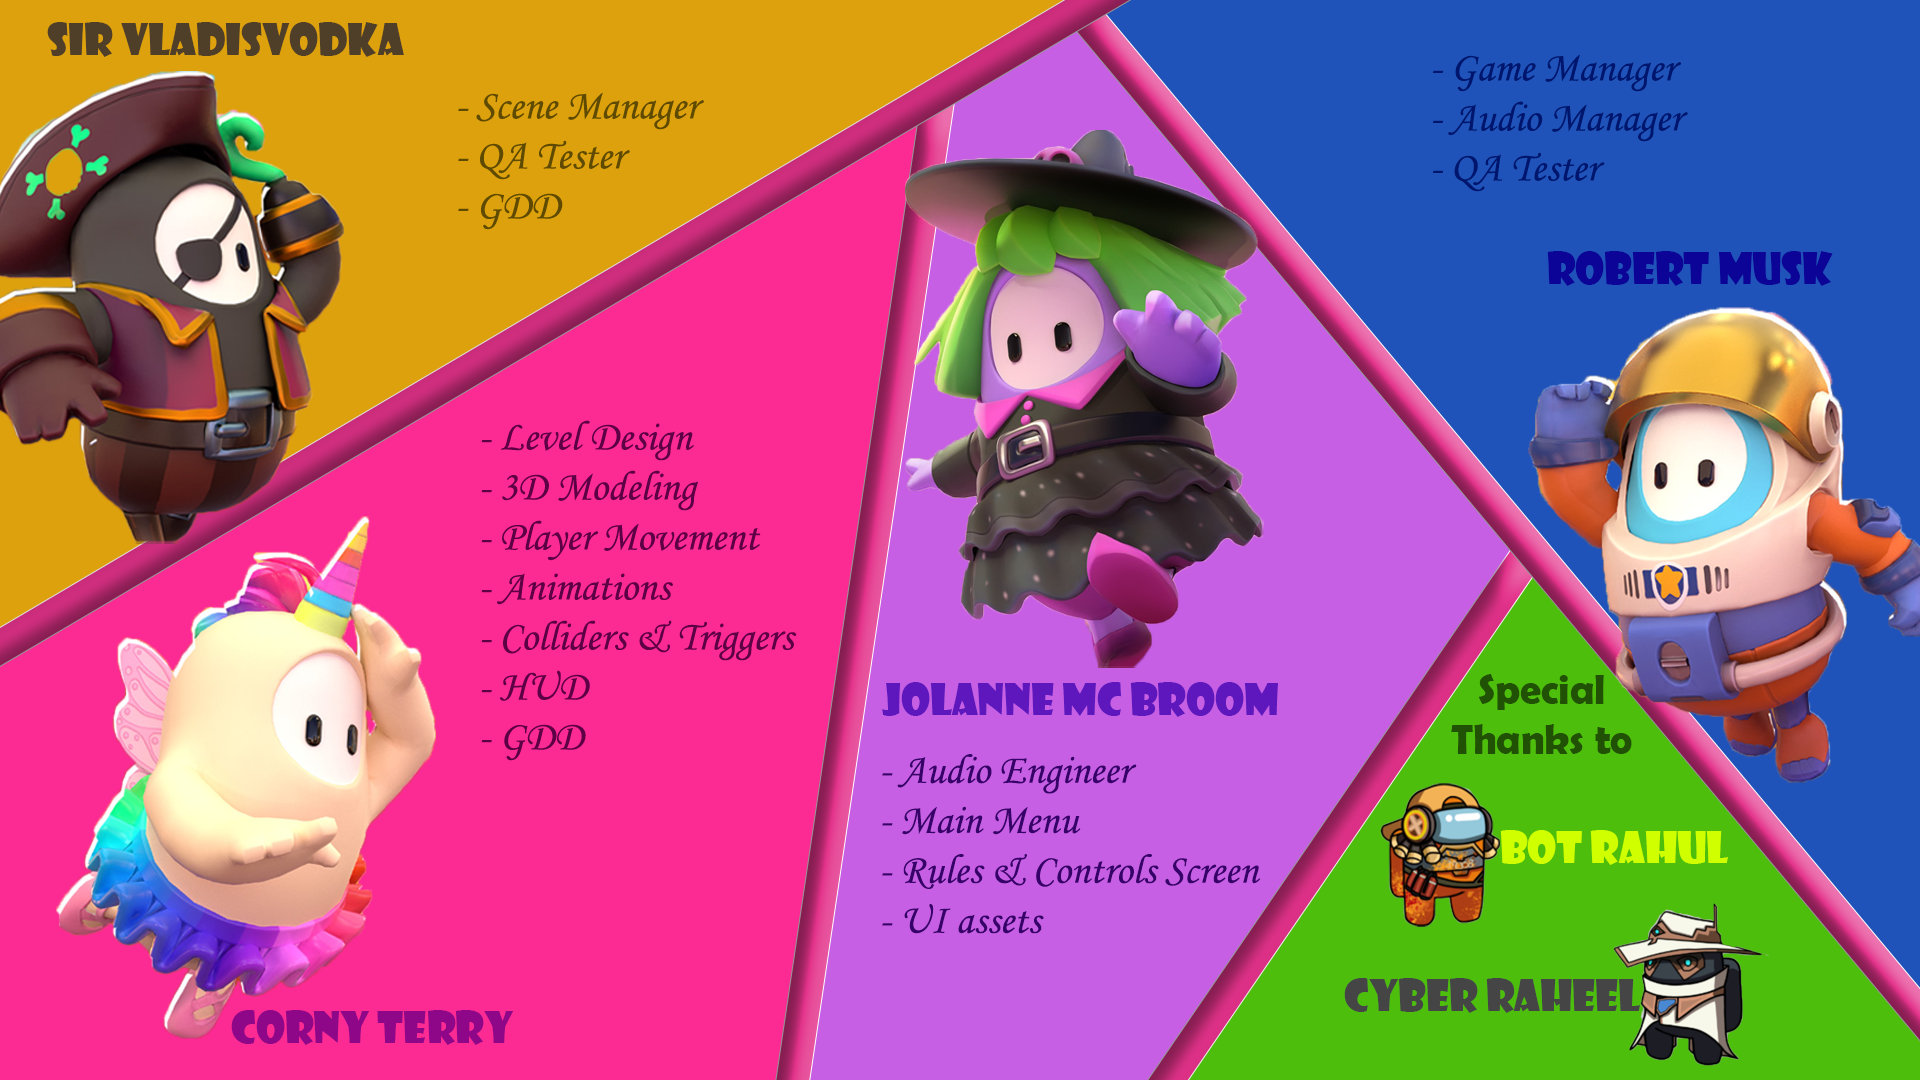 SIR VLADISVODKA
- Scene Manager
- QA Tester
- GDD
- Level Design
- 3D Modeling
- Player Movement
- Animations
- Colliders & Triggers
- HUD
- GDD
CORNY TERRY
JOLANNE MC BROOM
- Audio Engineer
- Main Menu
- Rules & Controls Screen
- UI assets
- Game Manager
- Audio Manager
- QA Tester
ROBERT MUSK
Special
Thanks to
BOT RAHUL
CYBER RAHEEL